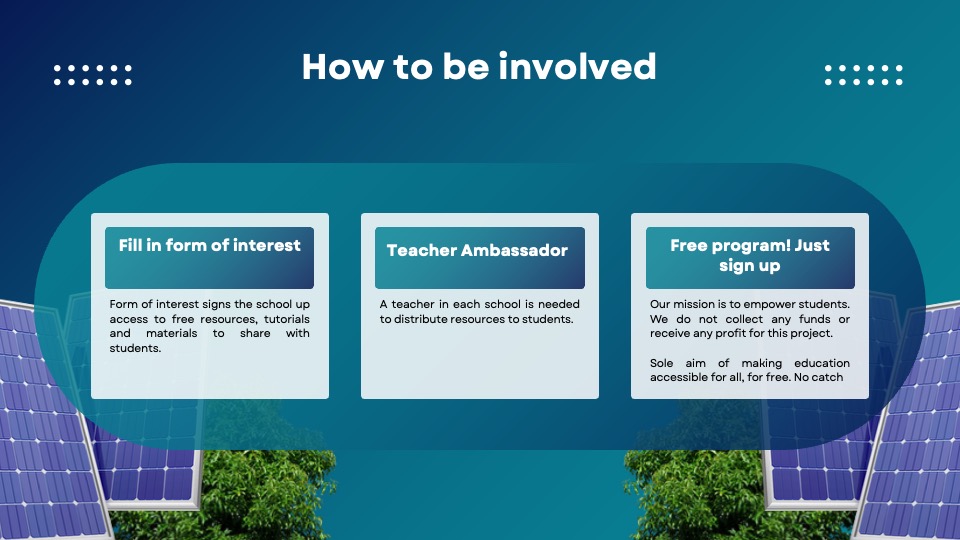 How to be involved
Fill in form of interest
Form of interest signs the school up
access to free resources, tutorials
and materials to share with
students.
Teacher Ambassador
A teacher in each school is needed
to distribute resources to students.
Free program! Just
sign up
Our mission is to empower students.
We do not collect any funds or
receive any profit for this project.
Sole aim of making education
accessible for all, for free. No catch